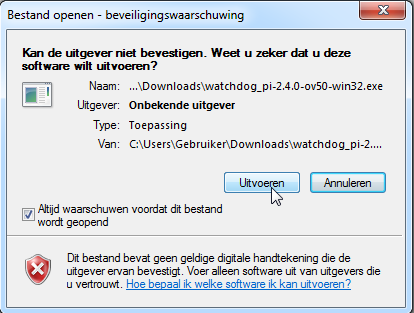 Bestand openen - beveiligingswaarschuwing
Kan de uitgever niet bevestigen. Weet u zeker dat u deze
software wilt uitvoeren?
Naam: ...\Downloads\watchdog_pi-2.4.0-ov50-win32.exe
Uitgever: Onbekende uitgever
Type: Toepassing
Van: C:\Users\Gebruiker\Downloads\watchdog_pi-2....
Uitvoeren Annuleren
Altijd waarschuwen voordat dit bestand
wordt geopend
Dit bestand bevat geen geldige digitale handtekening die de
uitgever ervan bevestigt. Voer alleen software uit van uitgevers die
u vertrouwt. Hoe bepaal ik welke software ik kan uitvoeren?